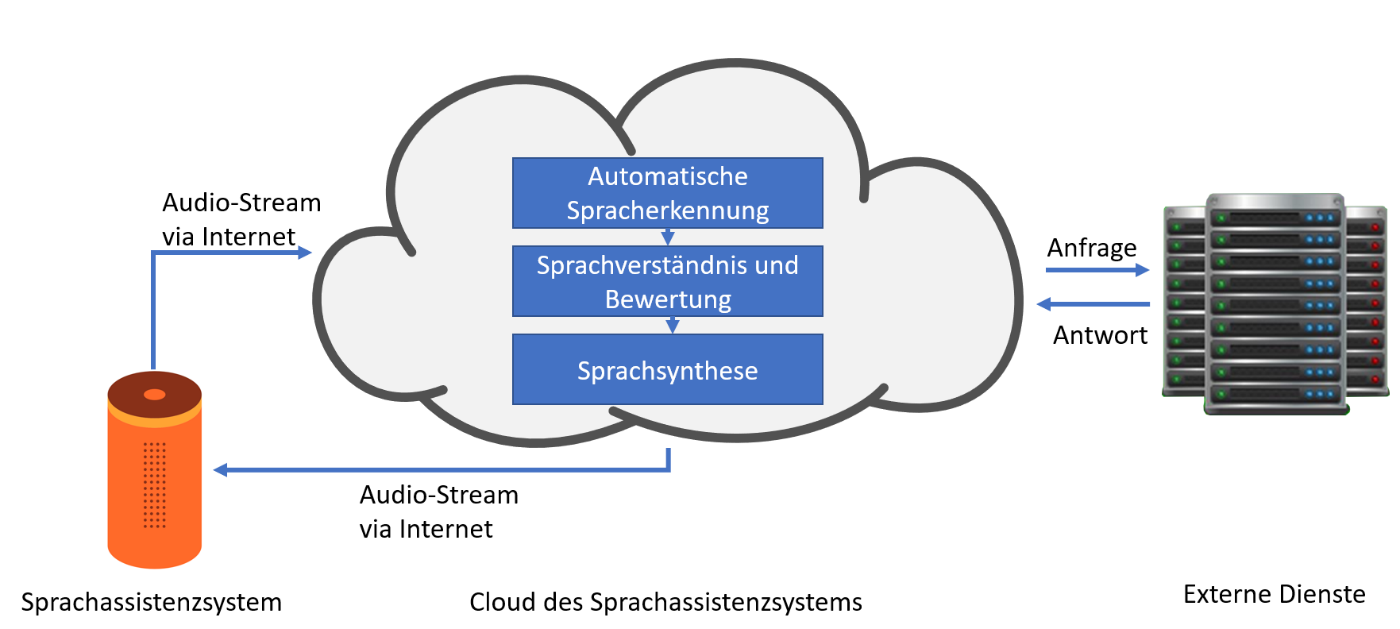 Automatische
Spracherkennung
Audio-Stream
via Internet
Sprachverständnis und
Bewertung
Anfrage
Antwort
Sprachsynthese
Audio-Stream
via Internet
Sprachassistenzsystem
Cloud des Sprachassistenzsystems
Externe Dienste